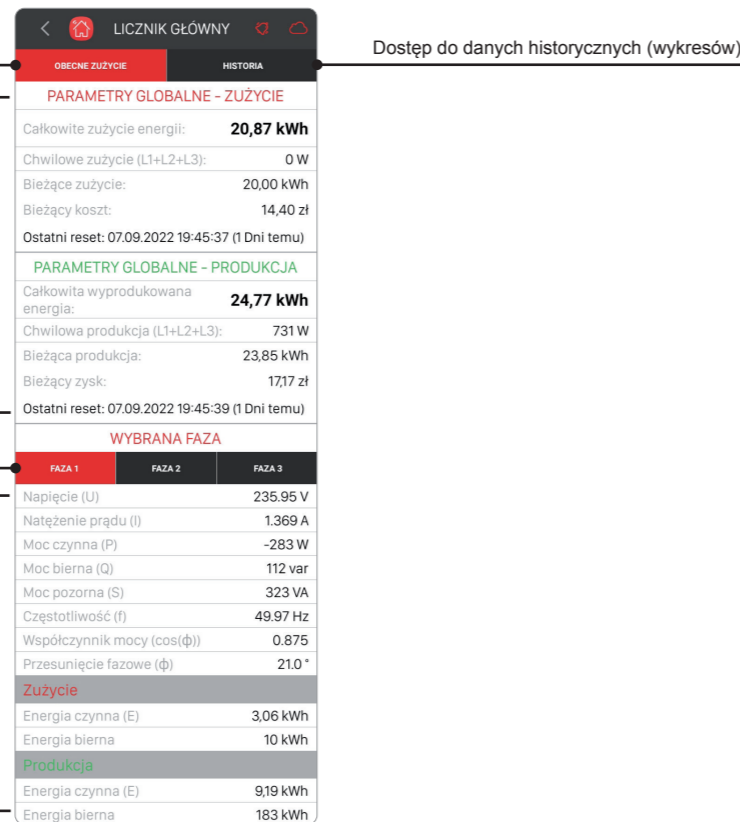 LICZNIK GŁÓWNY
Dostęp do danych historycznych (wykresów)
OBECNE ZUŻYCIE HISTORIA
PARAMETRY GLOBALNE - ZUŻYCIE
Całkowite zużycie energii: 20,87 kWh
Chwilowe zużycie (L1+L2+L3): 0 W
Bieżące zużycie: 20,00 kWh
Bieżący koszt: 14,40 zł
Ostatni reset: 07.09.2022 19:45:37 (1 Dni temu)
PARAMETRY GLOBALNE - PRODUKCJA
Całkowita wyprodukowana
energia: 24,77 kWh
Chwilowa produkcja (L1+L2+L3): 731 W
Bieżąca produkcja: 23,85 kWh
Bieżący zysk: 17,17 zł
Ostatni reset: 07.09.2022 19:45:39 (1 Dni temu)
WYBRANA FAZA
FAZA 1 FAZA 2 FAZA 3
Napięcie (U) 235.95 V
Natężenie prądu (I) 1.369 A
Moc czynna (P) -283 W
Moc bierna (Q) 112 var
Moc pozorna (S) 323 VA
Częstotliwość (f) 49.97 Hz
Współczynnik mocy (cos(ϕ)) 0.875
Przesunięcie fazowe (ϕ) 21.0 °
Zużycie
Energia czynna (E) 3,06 kWh
Energia bierna 10 kWh
Produkcja
Energia czynna (E) 9,19 kWh
Energia bierna 183 kWh